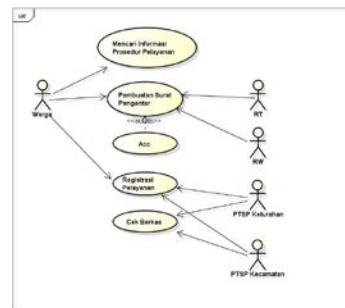 uc
Mencari Informasi
Prosedur Pelayanan
Pembuatan Surat
Pengantar
Acc
Registrasi
Pelayanan
Cek Berkas
Warga
RT
RW
PTSP Kelurahan
PTSP Kecamatan